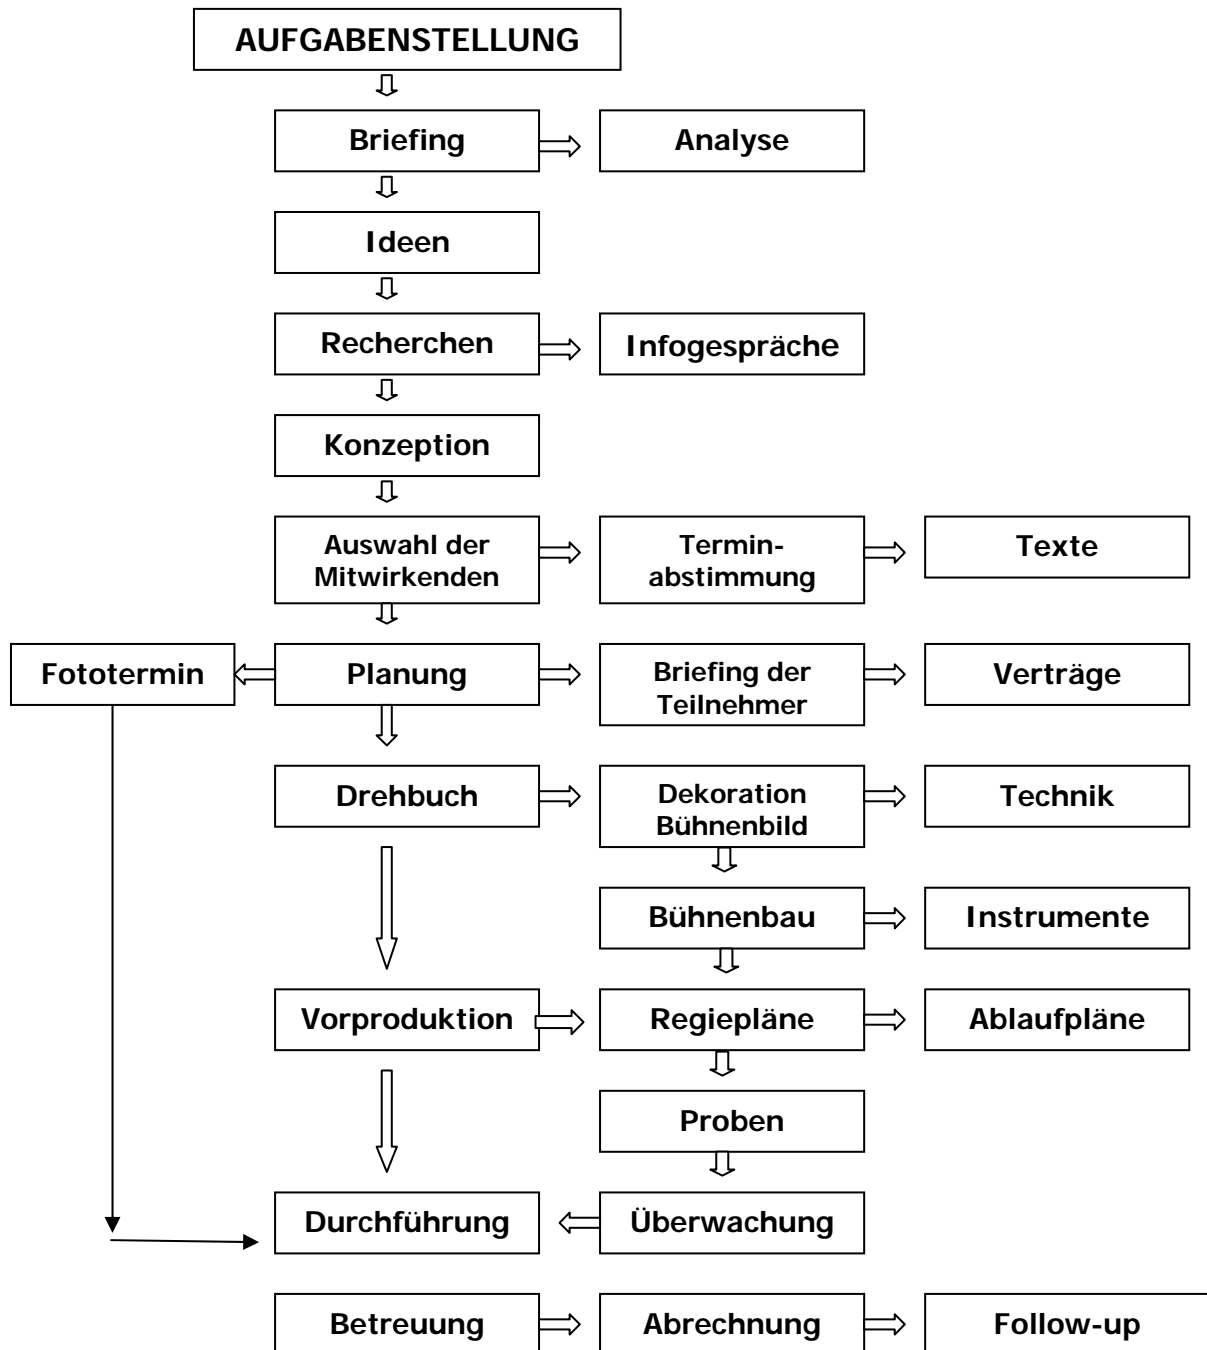 AUFGABENSTELLUNG
Briefing
Analyse
Ideen
Recherchen
Infogespräche
Konzeption
Auswahl der
Mitwirkenden
Termin-
abstimmung
Texte
Fototermin
Planung
Briefing der
Teilnehmer
Verträge
Drehbuch
Dekoration
Bühnenbild
Technik
Bühnenbau
Instrumente
Vorproduktion
Regiepläne
Ablaufpläne
Proben
Durchführung
Überwachung
Betreuung
Abrechnung
Follow-up